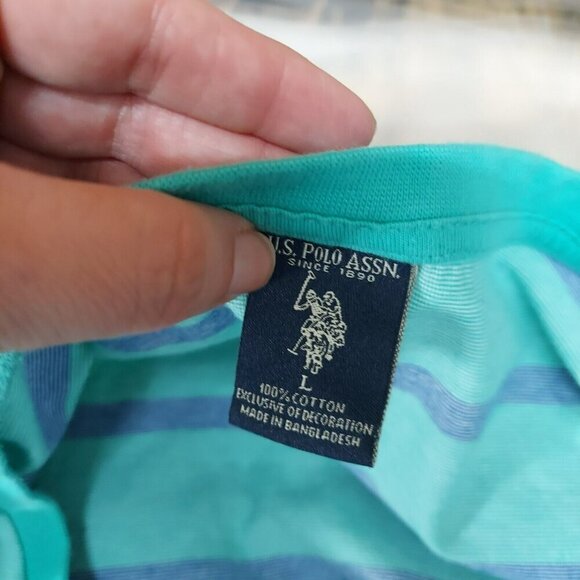 U.S. POLO ASSN.
SINCE 1890
L
100% COTTON
EXCLUSIVE OF DECORATION
MADE IN BANGLADESH